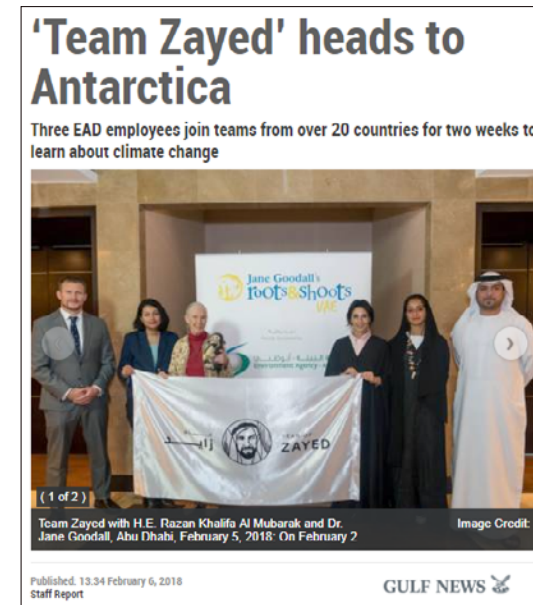 ‘Team Zayed’ heads to
Antarctica
Three EAD employees join teams from over 20 countries for two weeks to
learn about climate change
Jane Goodall's
roots&shoots
UAE
Environment Agency -
زايد
ZAYED
( 1 of 2 )
Team Zayed with H.E. Razan Khalifa Al Mubarak and Dr.
Jane Goodall, Abu Dhabi, February 5, 2018: On February 2
Image Credit:
Published. 13.34 February 6, 2018
Staff Report
GULF NEWS